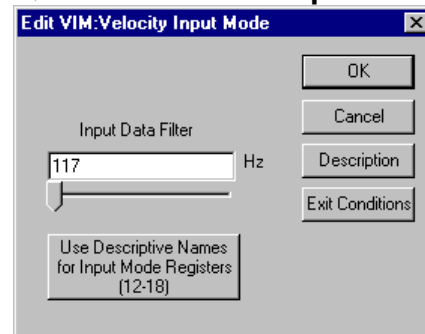 Edit VIM:Velocity Input Mode
OK
Cancel
Input Data Filter
117 Hz
Description
Exit Conditions
Use Descriptive Names
for Input Mode Registers
(12-18)